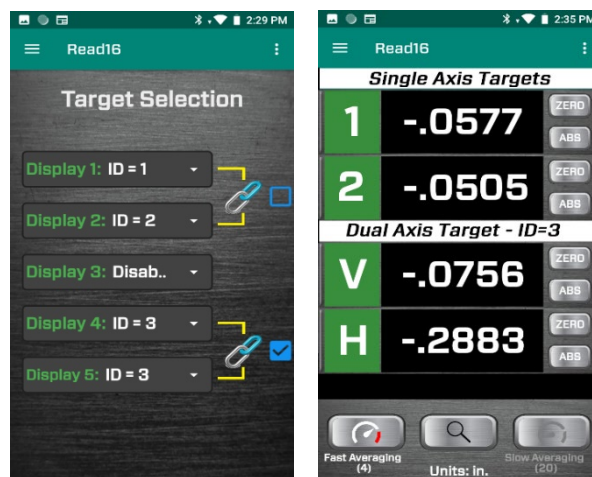 2:29 PM
Read16
Target Selection
Display 1: ID = 1
Display 2: ID = 2
Display 3: Disab..
Display 4: ID = 3
Display 5: ID = 3
2:35 PM
Read16
Single Axis Targets
1 -.0577 ZERO
ABS
2 -.0505 ZERO
ABS
Dual Axis Target - ID=3
V -.0756 ZERO
ABS
H -.2883 ZERO
ABS
Fast Averaging
(4)
Units: in.
Slow Averaging
(20)